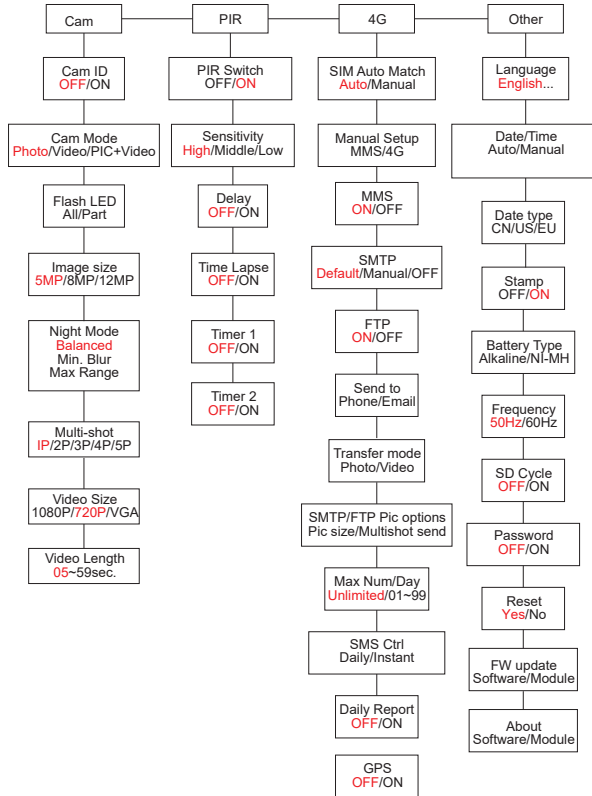 Cam
Cam ID
OFF/ON
Cam Mode
Photo/Video/PIC+Video
Flash LED
All/Part
Image size
5MP/8MP/12MP
Night Mode
Balanced
Min. Blur
Max Range
Multi-shot
IP/2P/3P/4P/5P
Video Size
1080P/720P/VGA
Video Length
05~59sec.
PIR
PIR Switch
OFF/ON
Sensitivity
High/Middle/Low
Delay
OFF/ON
Time Lapse
OFF/ON
Timer 1
OFF/ON
Timer 2
OFF/ON
4G
SIM Auto Match
Auto/Manual
Manual Setup
MMS/4G
MMS
ON/OFF
SMTP
Default/Manual/OFF
FTP
ON/OFF
Send to
Phone/Email
Transfer mode
Photo/Video
SMTP/FTP Pic options
Pic size/Multishot send
Max Num/Day
Unlimited/01~99
SMS Ctrl
Daily/Instant
Daily Report
OFF/ON
GPS
OFF/ON
Other
Language
English...
Date/Time
Auto/Manual
Date type
CN/US/EU
Stamp
OFF/ON
Battery Type
Alkaline/NI-MH
Frequency
50Hz/60Hz
SD Cycle
OFF/ON
Password
OFF/ON
Reset
Yes/No
FW update
Software/Module
About
Software/Module